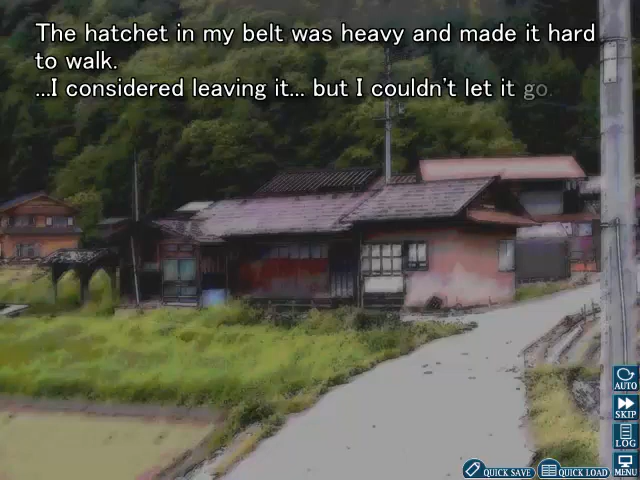 The hatchet in my belt was heavy and made it hard
to walk.
...I considered leaving it... but I couldn't let it go.
AUTO
SKIP
LOG
QUICK SAVE
QUICK LOAD
MENU